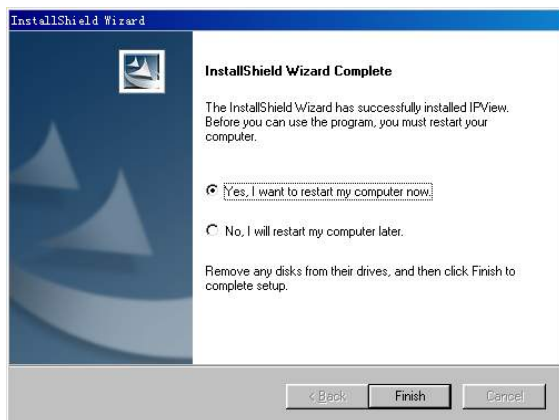 InstallShield Wizard
InstallShield Wizard Complete
The InstallShield Wizard has successfully installed IPView.
Before you can use the program, you must restart your
computer.
Yes, I want to restart my computer now.
No, I will restart my computer later.
Remove any disks from their drives, and then click Finish to
complete setup.
< Back Finish Cancel